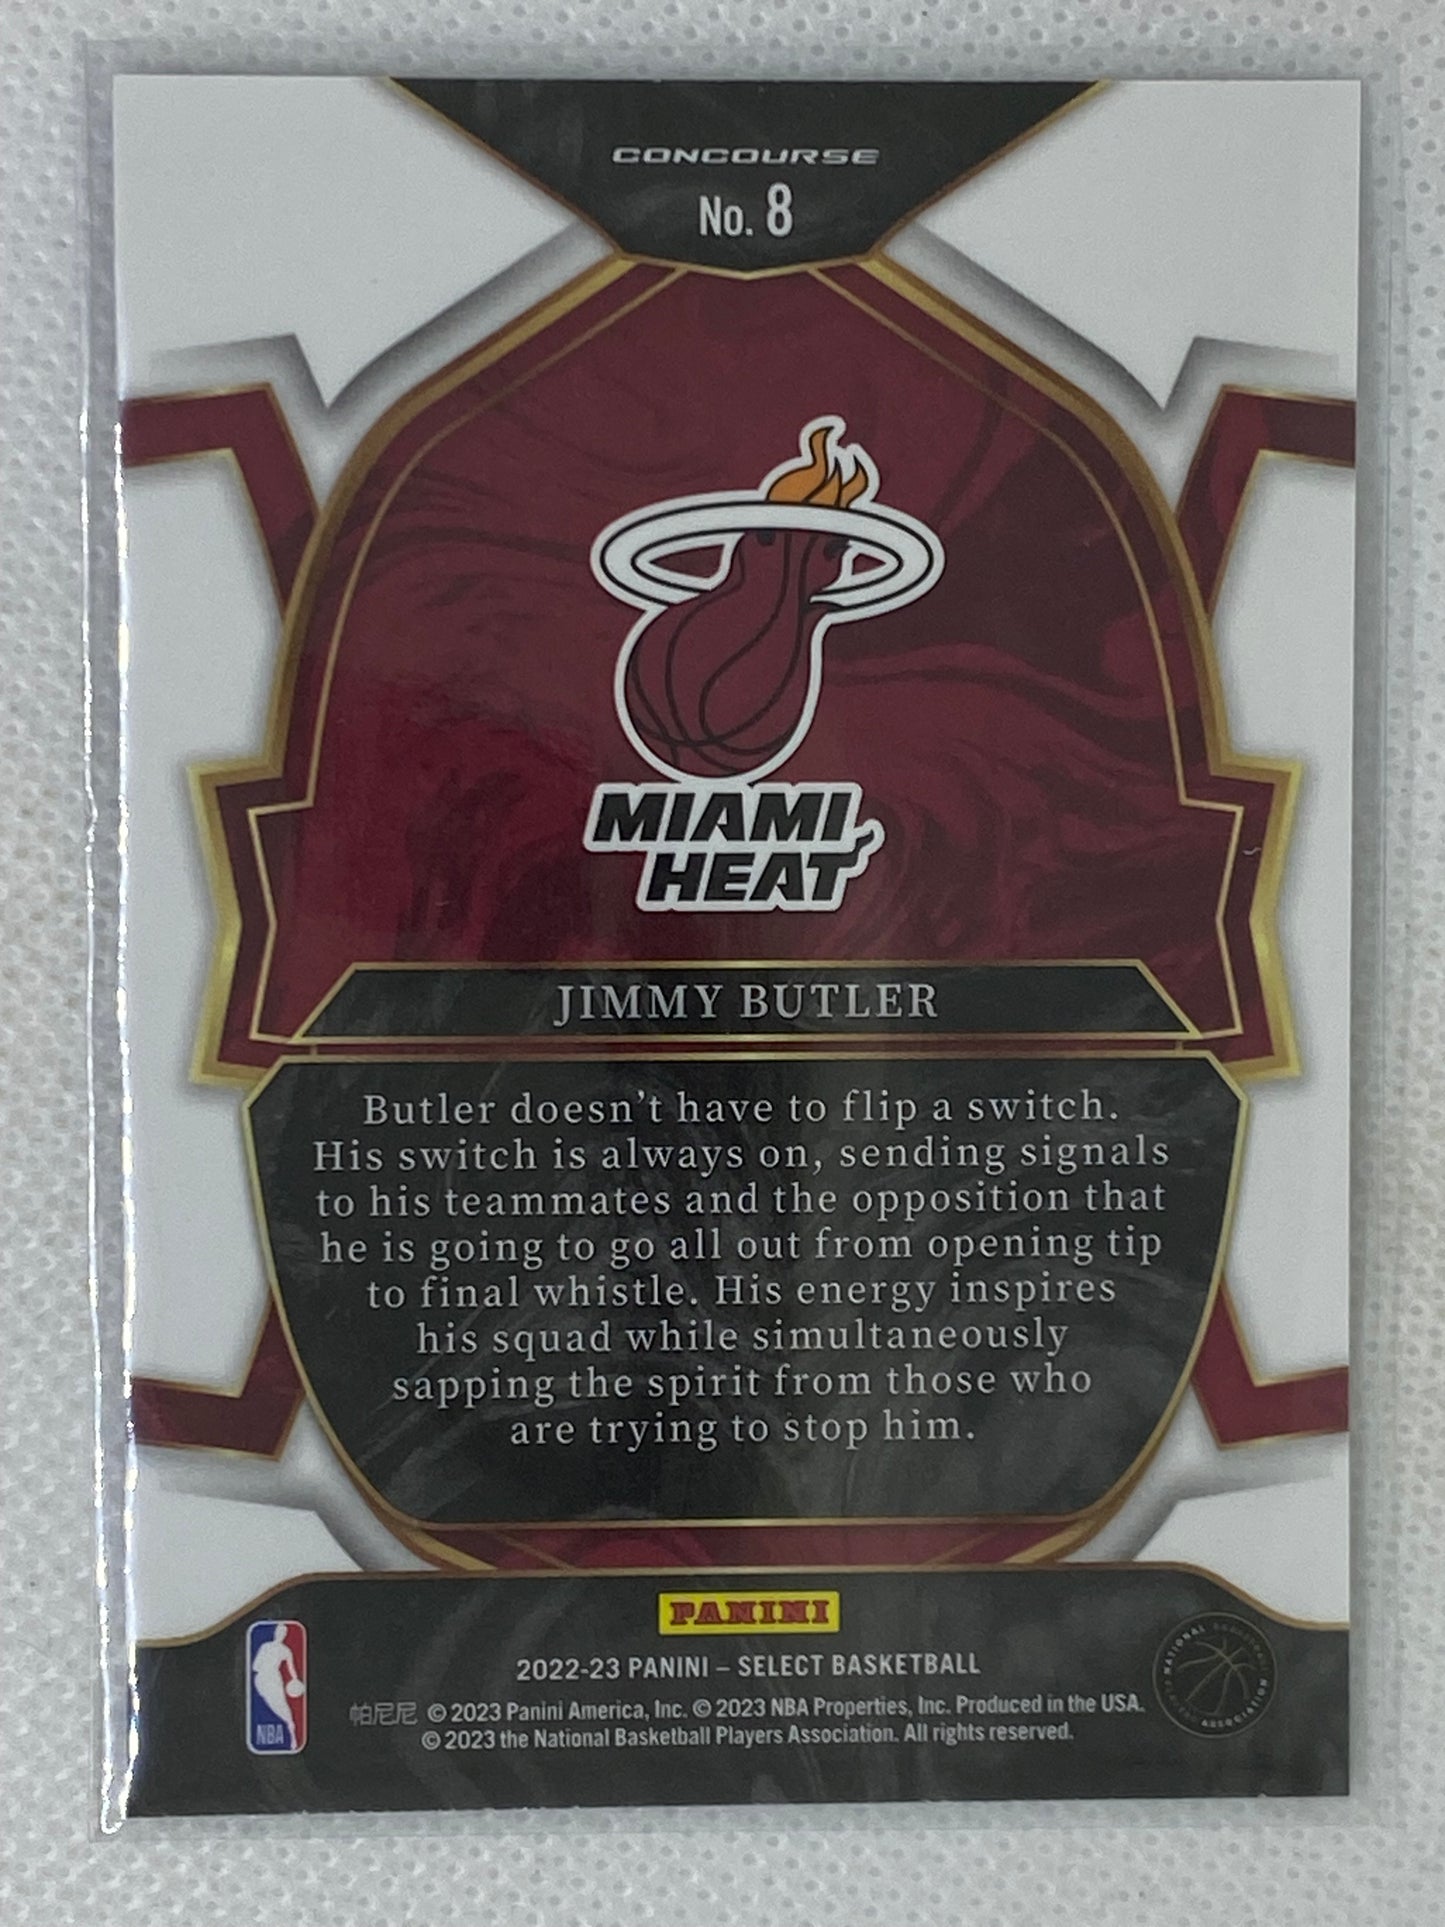 CONCOURSE
No. 8
MIAMI
HEAT
JIMMY BUTLER
Butler doesn't have to flip a switch.
His switch is always on, sending signals
to his teammates and the opposition that
he is going to go all out from opening tip
to final whistle. His energy inspires
his squad while simultaneously
sapping the spirit from those who
are trying to stop him.
PANINI
2022-23 PANINI – SELECT BASKETBALL
帕尼尼 © 2023 Panini America, Inc. © 2023 NBA Properties, Inc. Produced in the USA.
© 2023 the National Basketball Players Association. All rights reserved.
NBA
NATIONAL BASKETBALL
PLAYERS ASSOCIATION